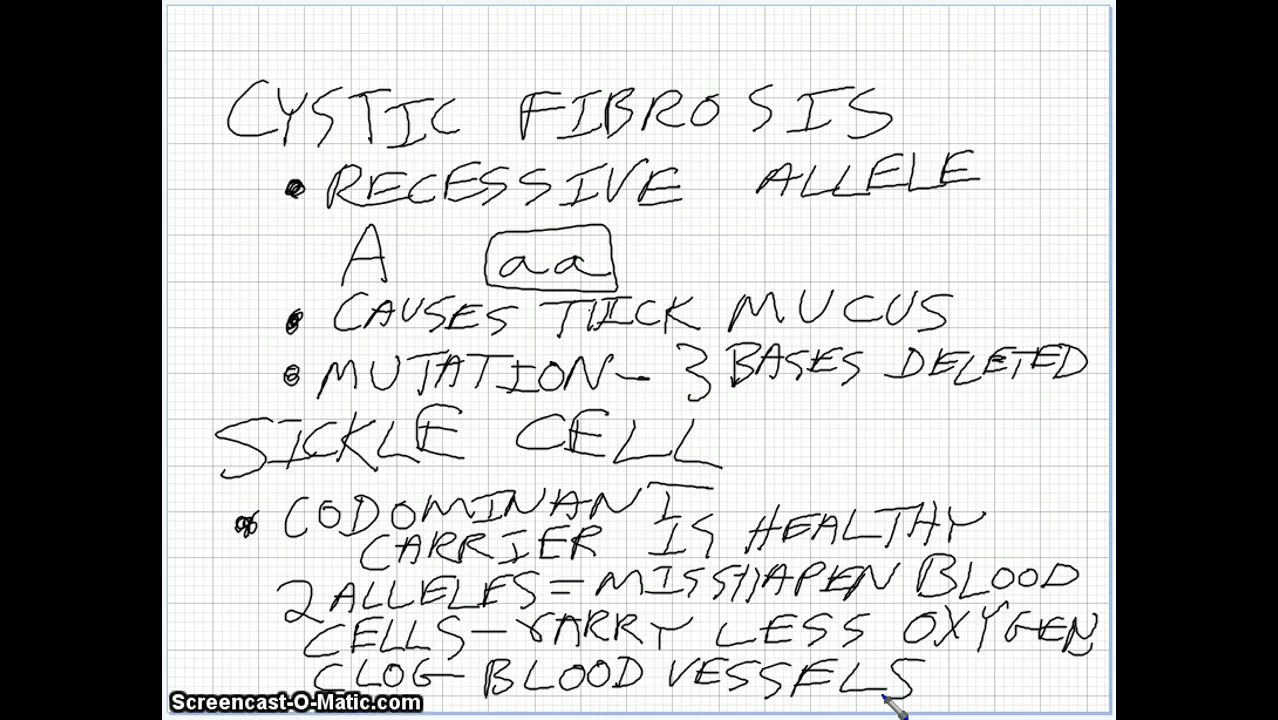 CYSTIC FIBROSIS
• RECESSIVE ALLELE
A aa
• CAUSES THICK MUCUS
• MUTATION - 3 BASES DELETED
SICKLE CELL
• CODOMINANT
CARRIER IS HEALTHY
2 ALLELES = MISSHAPEN BLOOD
CELLS - CARRY LESS OXYGEN
CLOG BLOOD VESSELS
Screencast-O-Matic.com